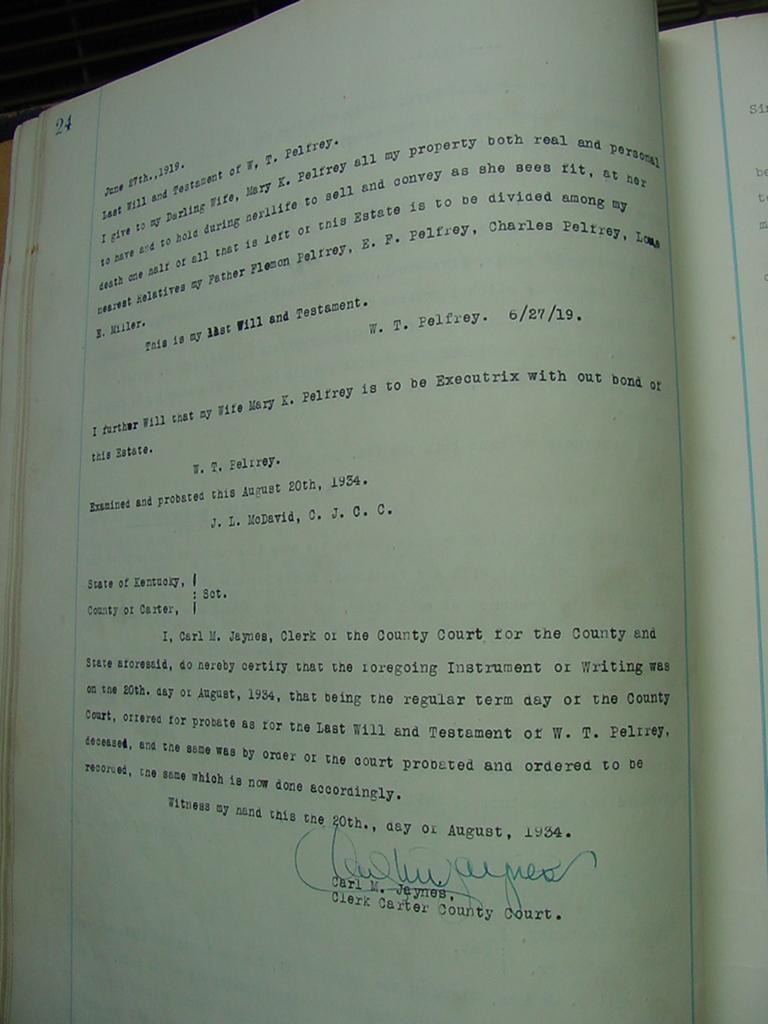 24
June 27th.,1919.
Last Will and Testament of W. T. Pelfrey.
I give to my Darling Wife, Mary K. Pelfrey all my property both real and personal
to have and to hold during herllife to sell and convey as she sees fit, at her
death one half of all that is left of this Estate is to be divided among my
nearest Relatives my Father Flemon Pelfrey, E. F. Pelfrey, Charles Pelfrey,
E. Miller.
This is my last Will and Testament.
W. T. Pelfrey. 6/27/19.
I further Will that my Wife Mary K. Pelfrey is to be Executrix with out bond of
this Estate.
W. T. Pelfrey.
Examined and probated this August 20th, 1934.
J. L. McDavid, C. J. C. C.
State of Kentucky, (
: Sct.
County of Carter, (
I, Carl M. Jaynes, Clerk of the County Court for the County and
State aforesaid, do hereby certify that the foregoing Instrument of Writing was
on the 20th. day of August, 1934, that being the regular term day of the County
Court, offered for probate as for the Last Will and Testament of W. T. Pelfrey,
deceased, and the same was by order of the court probated and ordered to be
recorded, the same which is now done accordingly.
Witness my hand this the 20th., day of August, 1934.
Carl M. Jaynes
Carl M. Jaynes,
Clerk Carter County Court.